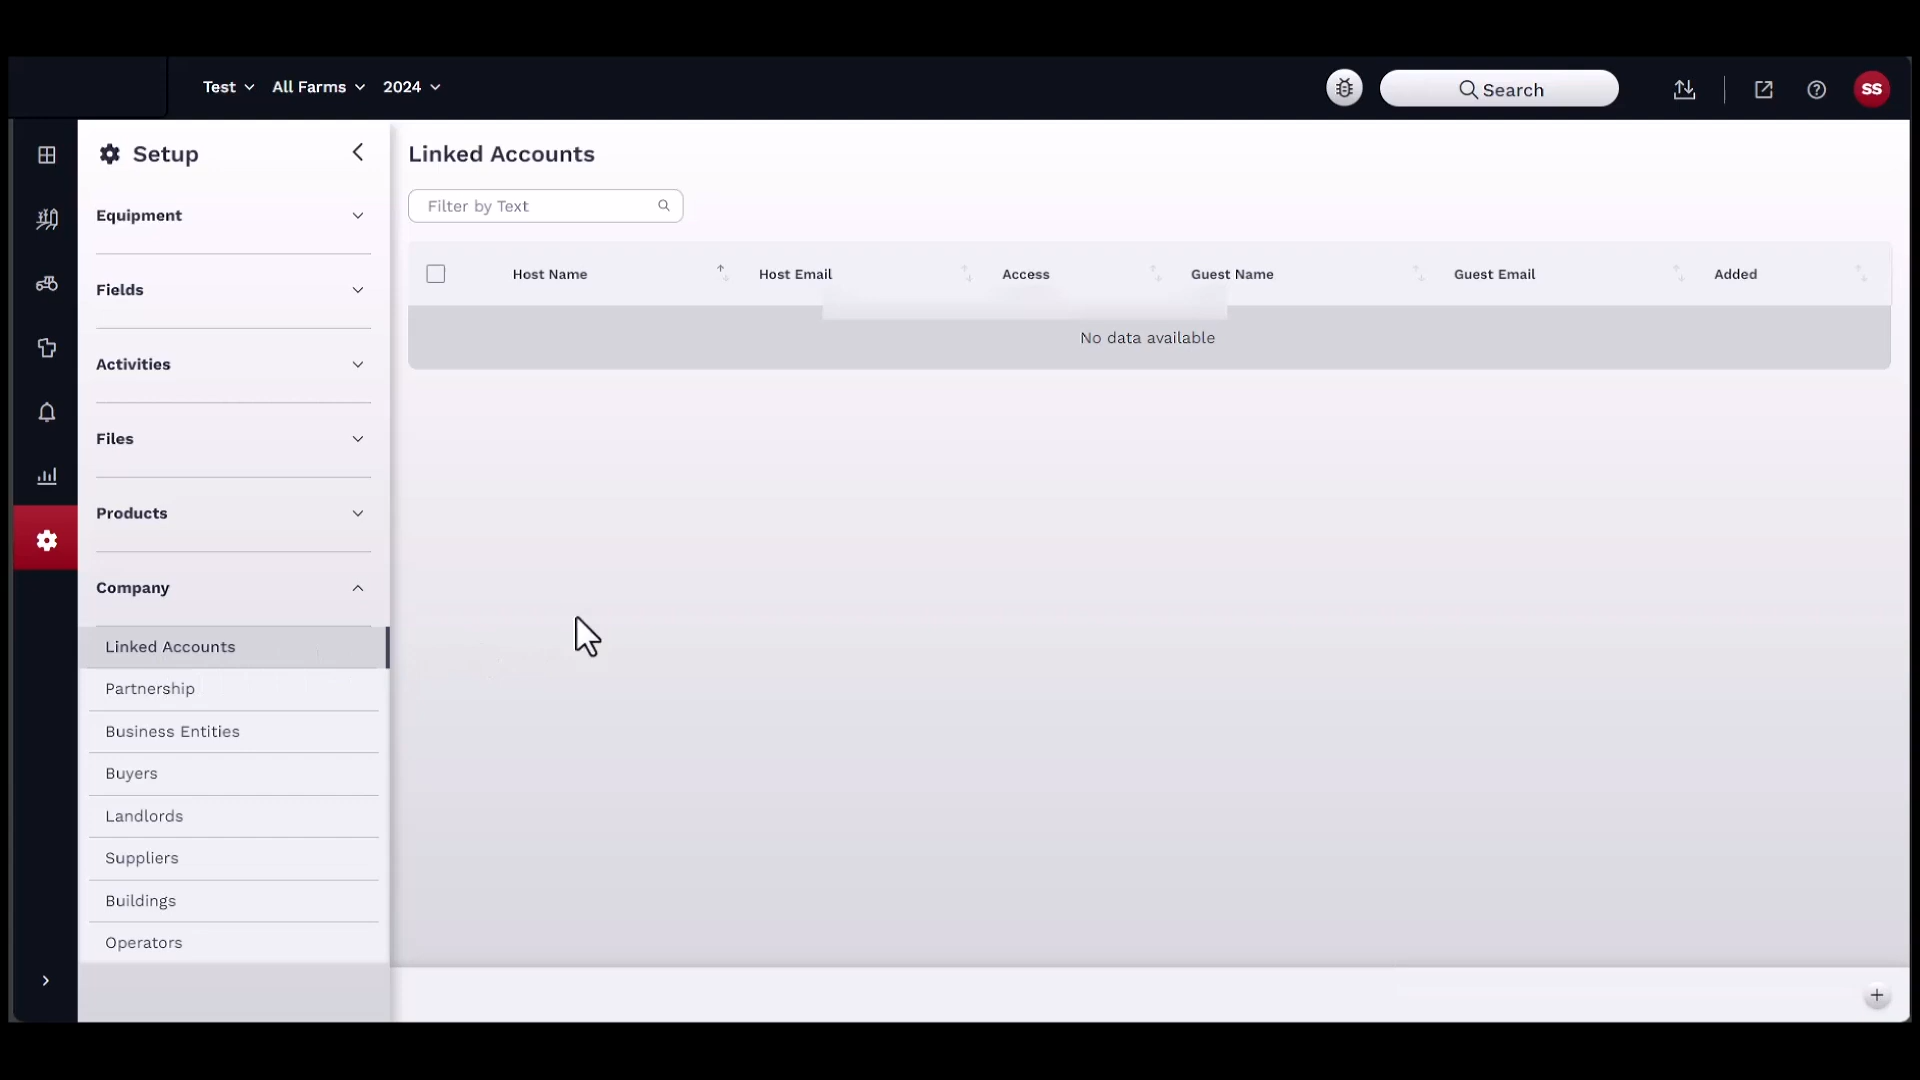 Test
All Farms
2024
Search
SS
Setup
Equipment
Fields
Activities
Files
Products
Company
Linked Accounts
Partnership
Business Entities
Buyers
Landlords
Suppliers
Buildings
Operators
Linked Accounts
Filter by Text
Host Name Host Email Access Guest Name Guest Email Added
No data available